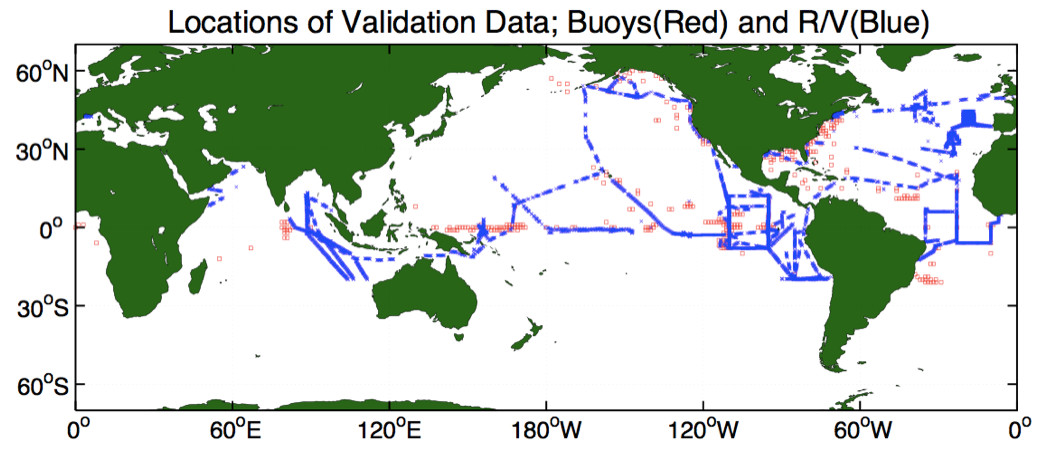 Locations of Validation Data; Buoys(Red) and R/V(Blue)
60°N
30°N
0°
30°S
60°S
0° 60°E 120°E 180°W 120°W 60°W 0°